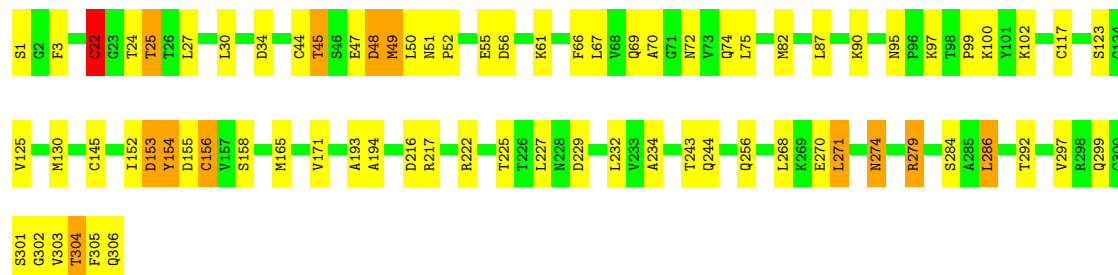 S1 G2 F3 C22 G23 T24 T25 T26 L27 L30 D34 C44 T45 S46 E47 D48 M49 L50 N51 P52 E55 D56 K61 F66 L67 V68 Q69 A70 G71 N72 V73 Q74 L75 M82 L87 K90 N95 P96 K97 T98 P99 K100 Y101 K102 C117 S123 G124
V125 M130 C145 I152 D153 Y154 D155 C156 V157 S158 M165 V171 A193 A194 D216 R217 R222 T225 T226 L227 N228 D229 L232 V233 A234 T243 Q244 Q256 L268 K269 E270 L271 N274 R279 S284 A285 L286 T292 V297 R298 Q299 G300
S301 G302 V303 T304 F305 Q306